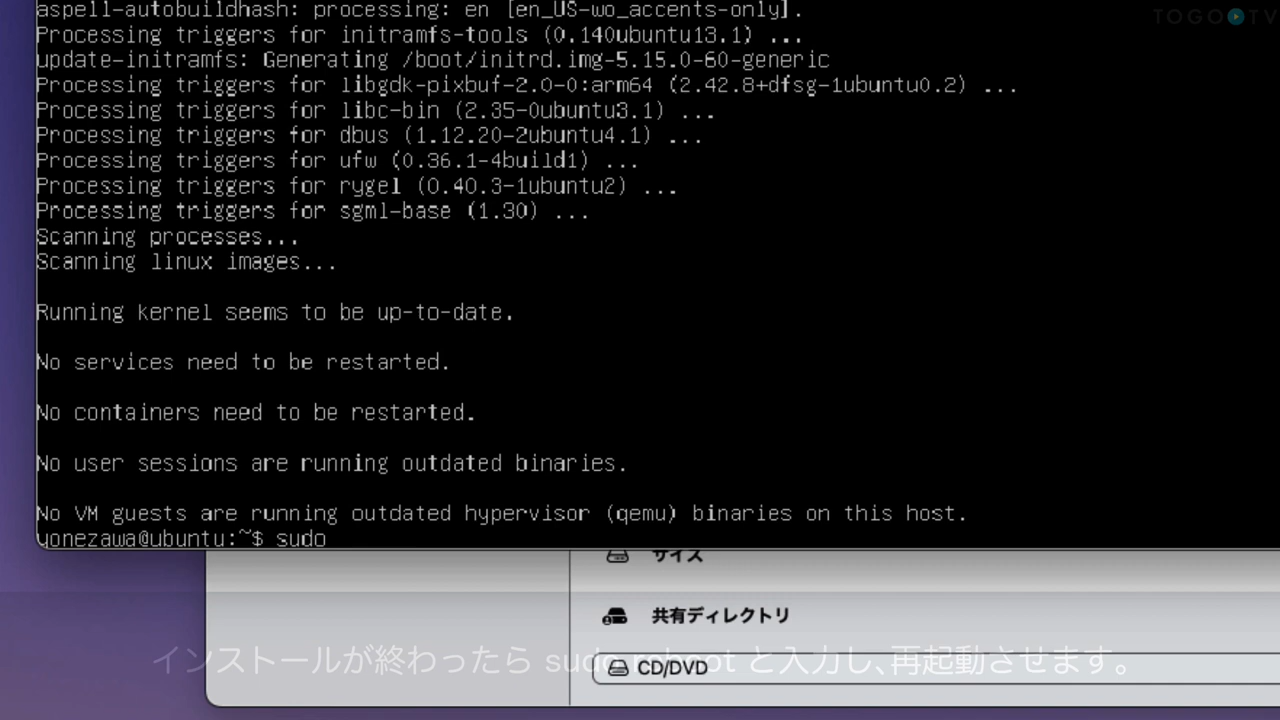 aspell-autobuildhash: processing: en [en_US-wo_accents-only].
TOGO TV
Processing triggers for initramfs-tools (0.140ubuntu13.1) ...
update-initramfs: Generating /boot/initrd.img-5.15.0-60-generic
Processing triggers for libgdk-pixbuf-2.0-0:arm64 (2.42.8+dfsg-1ubuntu0.2) ...
Processing triggers for libc-bin (2.35-0ubuntu3.1) ...
Processing triggers for dbus (1.12.20-2ubuntu4.1) ...
Processing triggers for ufw (0.36.1-4build1) ...
Processing triggers for rygel (0.40.3-1ubuntu2) ...
Processing triggers for sgml-base (1.30) ...
Scanning processes...
Scanning linux images...
Running kernel seems to be up-to-date.
No services need to be restarted.
No containers need to be restarted.
No user sessions are running outdated binaries.
No VM guests are running outdated hypervisor (qemu) binaries on this host.
yonezawa@ubuntu:~$ sudo
サイズ
共有ディレクトリ
インストールが終わったら sudo reboot と入力し、再起動させます。
CD/DVD